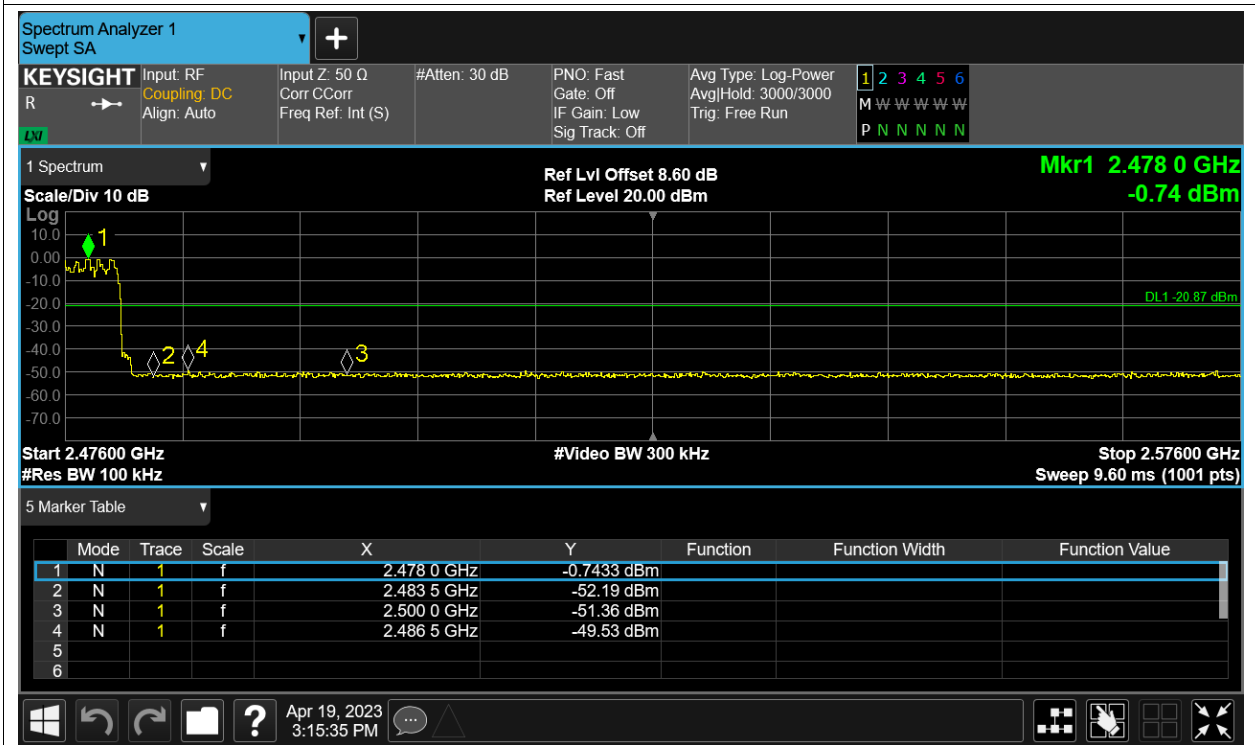 Spectrum Analyzer 1
Swept SA
KEYSIGHT Input: RF Input Z: 50 Ω #Atten: 30 dB PNO: Fast Avg Type: Log-Power 1 2 3 4 5 6
R Coupling: DC Corr CCorr Gate: Off Avg|Hold: 3000/3000 M W W W W W W
Align: Auto Freq Ref: Int (S) IF Gain: Low Trig: Free Run
LXI Sig Track: Off P N N N N N N
1 Spectrum
Scale/Div 10 dB
Ref Lvl Offset 8.60 dB
Ref Level 20.00 dBm
Mkr1 2.478 0 GHz
-0.74 dBm
Log
10.0
0.00
-10.0
-20.0
-30.0
-40.0
-50.0
-60.0
-70.0
1
2
4
3
DL1 -20.87 dBm
Start 2.47600 GHz #Video BW 300 kHz Stop 2.57600 GHz
#Res BW 100 kHz Sweep 9.60 ms (1001 pts)
5 Marker Table
Mode Trace Scale X Y Function Function Width Function Value
1 N 1 f 2.478 0 GHz -0.7433 dBm
2 N 1 f 2.483 5 GHz -52.19 dBm
3 N 1 f 2.500 0 GHz -51.36 dBm
4 N 1 f 2.486 5 GHz -49.53 dBm
5
6
? Apr 19, 2023
3:15:35 PM